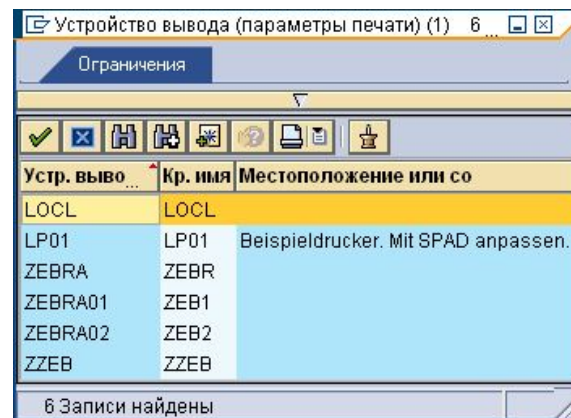 Устройство вывода (параметры печати) (1) 6...
Ограничения
Устр. выво... Кр. имя Местоположение или со
LOCL LOCL
LP01 LP01 Beispieldrucker. Mit SPAD anpassen.
ZEBRA ZEBR
ZEBRA01 ZEB1
ZEBRA02 ZEB2
ZZEB ZZEB
6 Записи найдены